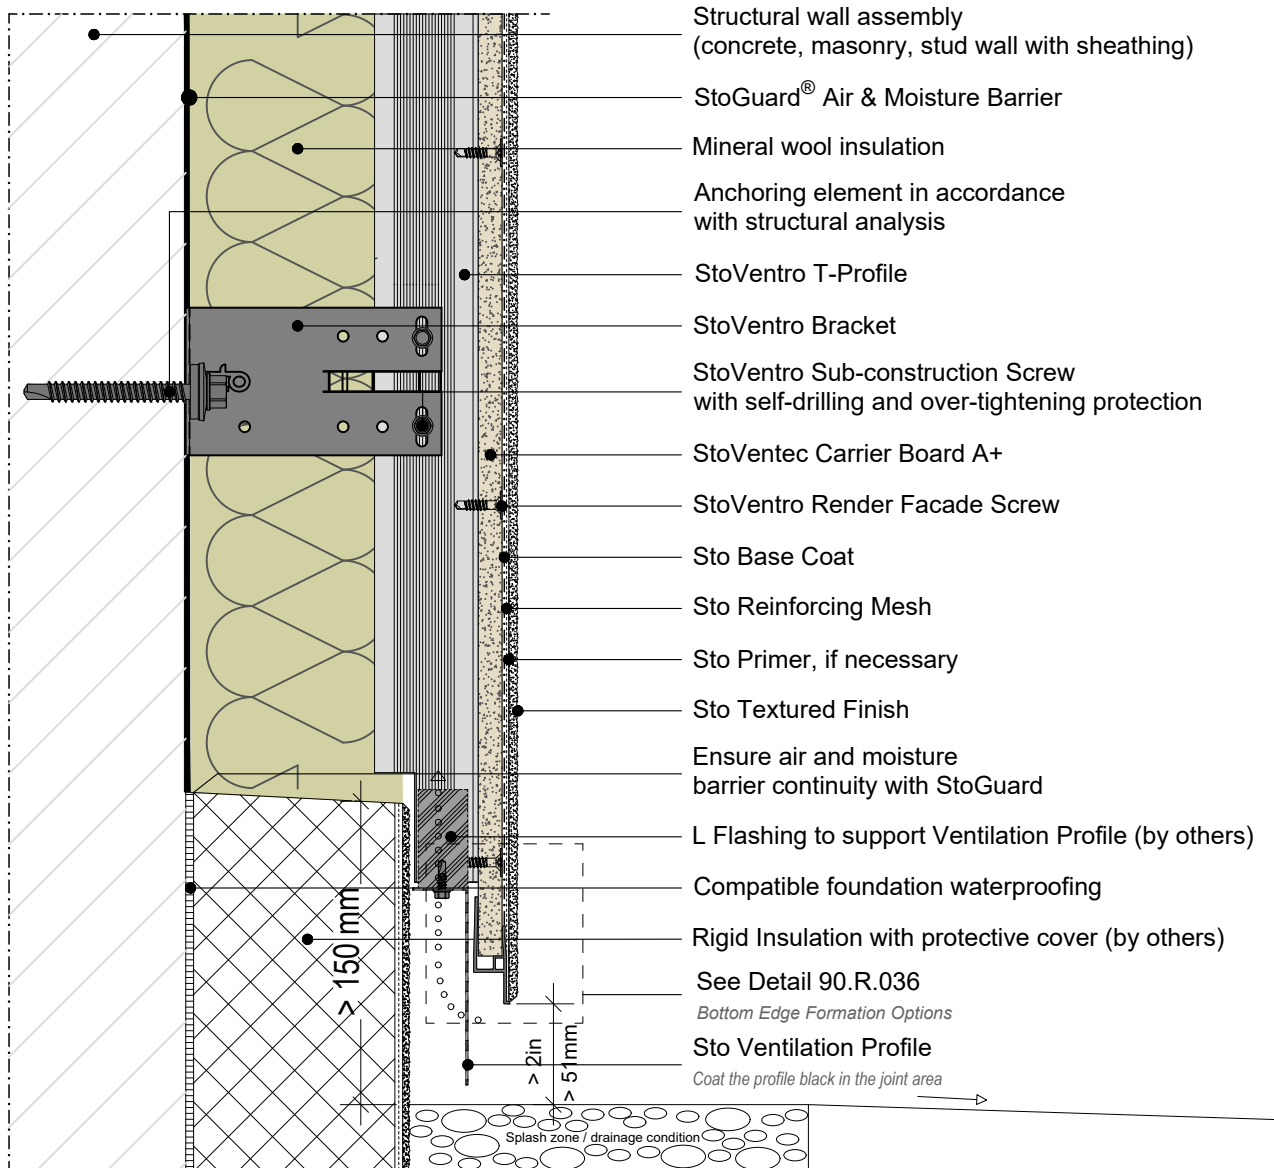 Structural wall assembly
(concrete, masonry, stud wall with sheathing)
StoGuard® Air & Moisture Barrier
Mineral wool insulation
Anchoring element in accordance
with structural analysis
StoVentro T-Profile
StoVentro Bracket
StoVentro Sub-construction Screw
with self-drilling and over-tightening protection
StoVentec Carrier Board A+
StoVentro Render Facade Screw
Sto Base Coat
Sto Reinforcing Mesh
Sto Primer, if necessary
Sto Textured Finish
Ensure air and moisture
barrier continuity with StoGuard
L Flashing to support Ventilation Profile (by others)
Compatible foundation waterproofing
Rigid Insulation with protective cover (by others)
See Detail 90.R.036
Bottom Edge Formation Options
Sto Ventilation Profile
Coat the profile black in the joint area
> 150 mm
> 2in
> 51mm
Splash zone / drainage condition